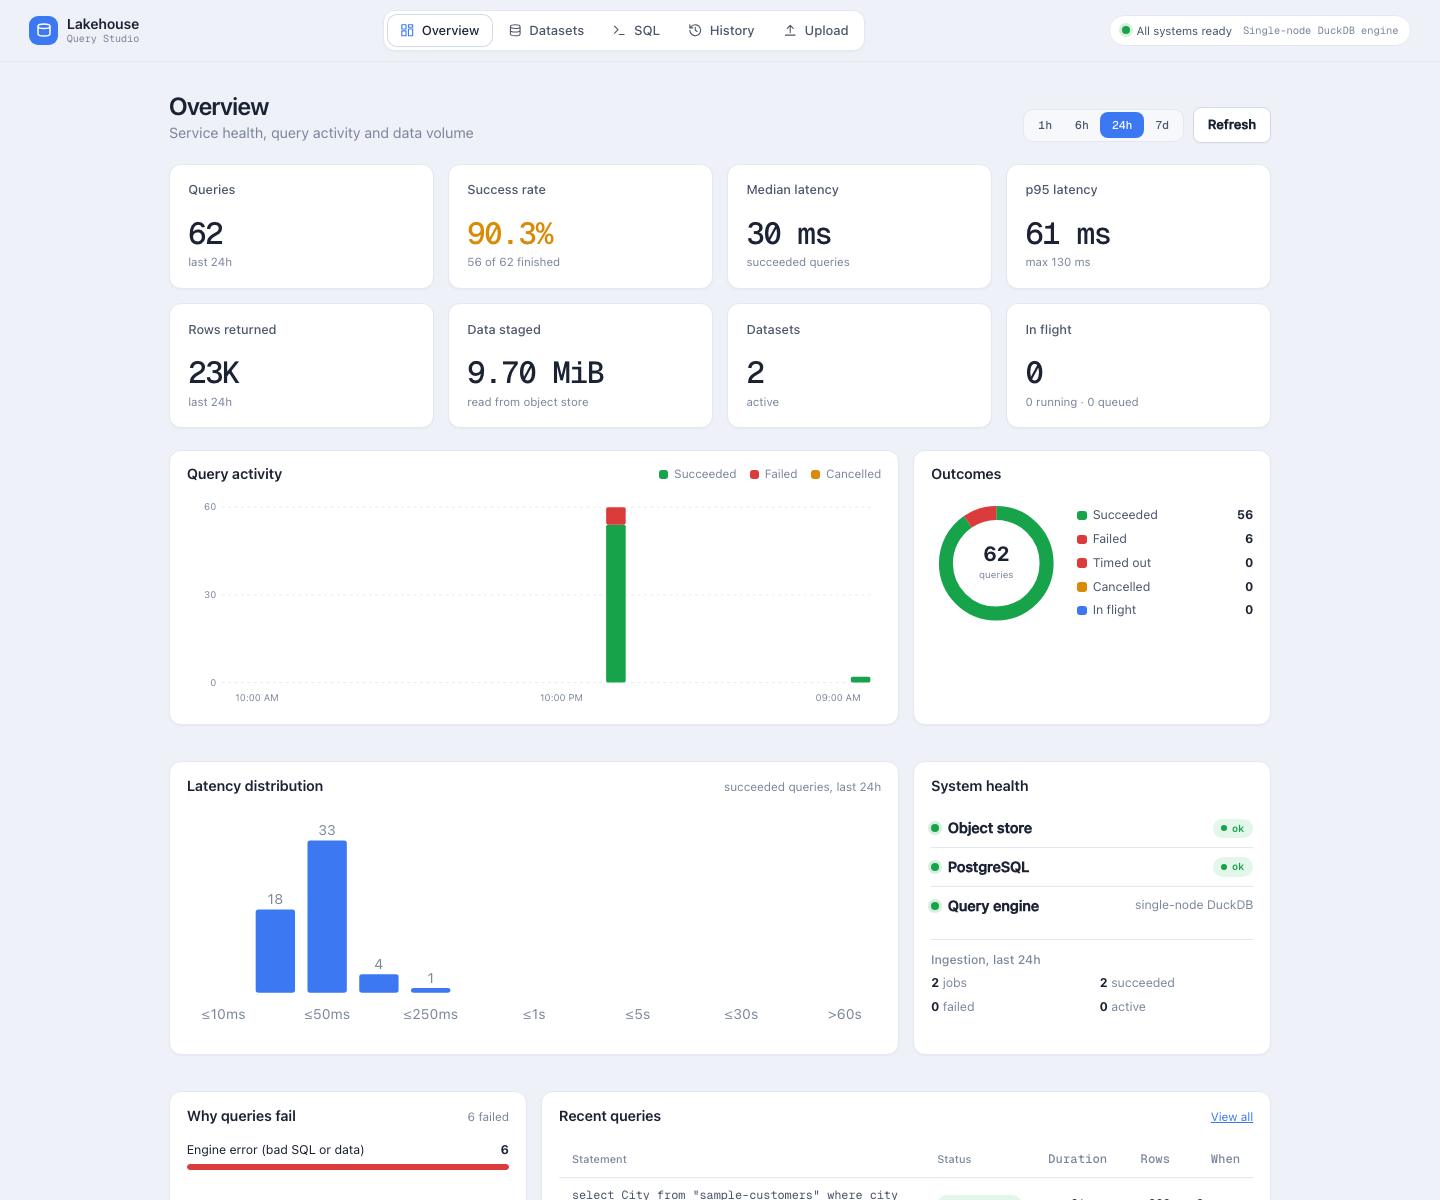 Lakehouse
Query Studio
Overview
Datasets
SQL
History
Upload
All systems ready
Single-node DuckDB engine
Overview
Service health, query activity and data volume
1h
6h
24h
7d
Refresh
Queries
62
last 24h
Success rate
90.3%
56 of 62 finished
Median latency
30 ms
succeeded queries
p95 latency
61 ms
max 130 ms
Rows returned
23K
last 24h
Data staged
9.70 MiB
read from object store
Datasets
2
active
In flight
0
0 running · 0 queued
Query activity
Succeeded
Failed
Cancelled
60
30
0
10:00 AM
10:00 PM
09:00 AM
Outcomes
62
queries
Succeeded 56
Failed 6
Timed out 0
Cancelled 0
In flight 0
Latency distribution
succeeded queries, last 24h
18
33
4
1
≤10ms
≤50ms
≤250ms
≤1s
≤5s
≤30s
>60s
System health
Object store
ok
PostgreSQL
ok
Query engine
single-node DuckDB
Ingestion, last 24h
2 jobs
2 succeeded
0 failed
0 active
Why queries fail
6 failed
Engine error (bad SQL or data) 6
Recent queries
View all
Statement
Status
Duration
Rows
When
select City from "sample-customers" where city